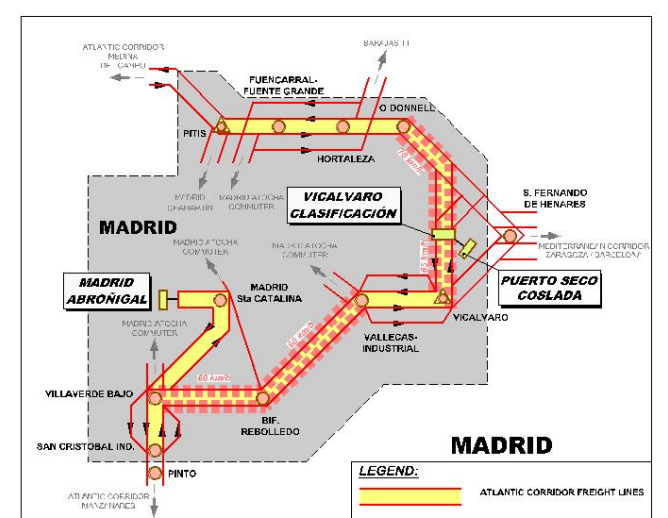 ATLANTIC CORRIDOR
MEDINA
DEL CAMPO
BARAJAS T4
FUENCARRAL-
FUENTE GRANDE
O DONNELL
PITIS
HORTALEZA
70 km/h
MADRID
CHAMARTIN
MADRID ATOCHA
COMMUTER
VICALVARO
CLASIFICACIÓN
S. FERNANDO
DE HENARES
MADRID
MADRID ATOCHA
COMMUTER
MADRID ATOCHA
COMMUTER
MEDITERRANEAN CORRIDOR
ZARAGOZA / BARCELONA
MADRID
ABROÑIGAL
MADRID
Sta CATALINA
PUERTO SECO
COSLADA
VICALVARO
MADRID ATOCHA
COMMUTER
VALLECAS-
INDUSTRIAL
60 km/h
VILLAVERDE BAJO
BIF.
REBOLLEDO
SAN CRISTOBAL IND.
MADRID
PINTO
LEGEND:
ATLANTIC CORRIDOR
MANZANARES
ATLANTIC CORRIDOR FREIGHT LINES